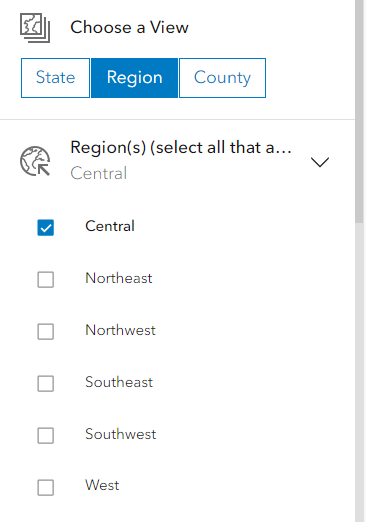 Choose a View
State Region County
Region(s) (select all that a...
Central
Central
Northeast
Northwest
Southeast
Southwest
West